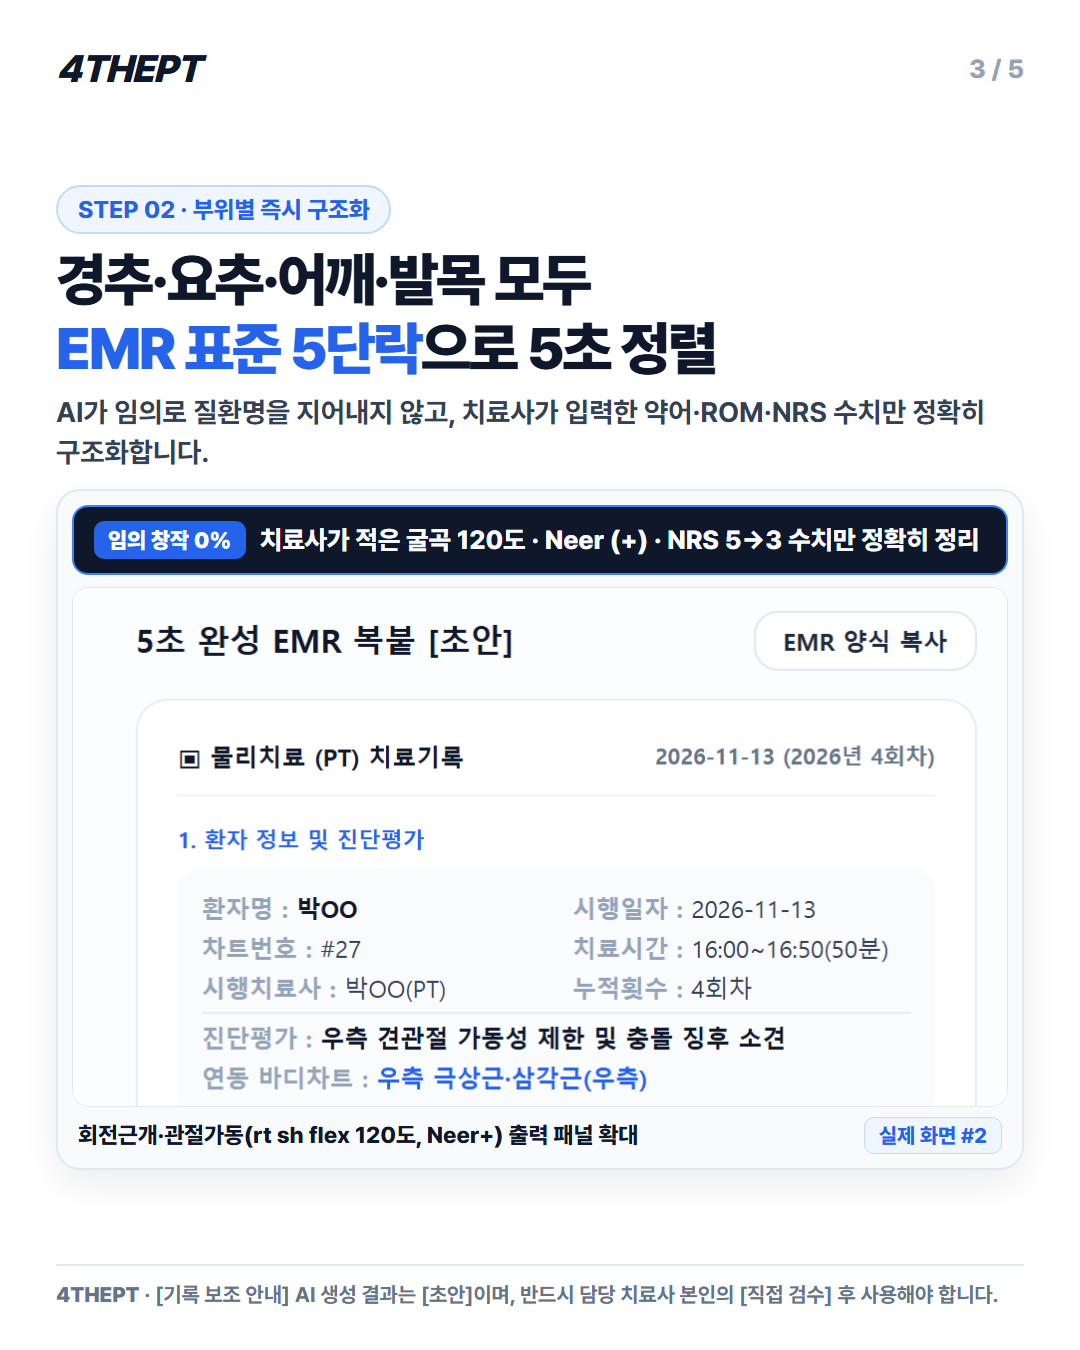 4THEPT
3 / 5
STEP 02 · 부위별 즉시 구조화
경추·요추·어깨·발목 모두
EMR 표준 5단락으로 5초 정렬
AI가 임의로 질환명을 지어내지 않고, 치료사가 입력한 약어·ROM·NRS 수치만 정확히
구조화합니다.
임의 창작 0% 치료사가 적은 굴곡 120도 · Neer (+) · NRS 5→3 수치만 정확히 정리
5초 완성 EMR 복붙 [초안]
EMR 양식 복사
▣ 물리치료 (PT) 치료기록
2026-11-13 (2026년 4회차)
1. 환자 정보 및 진단평가
환자명 : 박OO
시행일자 : 2026-11-13
차트번호 : #27
치료시간 : 16:00~16:50(50분)
시행치료사 : 박OO(PT)
누적횟수 : 4회차
진단평가 : 우측 견관절 가동성 제한 및 충돌 징후 소견
연동 바디차트 : 우측 극상근·삼각근(우측)
회전근개·관절가동(rt sh flex 120도, Neer+) 출력 패널 확대
실제 화면 #2
4THEPT · [기록 보조 안내] AI 생성 결과는 [초안]이며, 반드시 담당 치료사 본인의 [직접 검수] 후 사용해야 합니다.